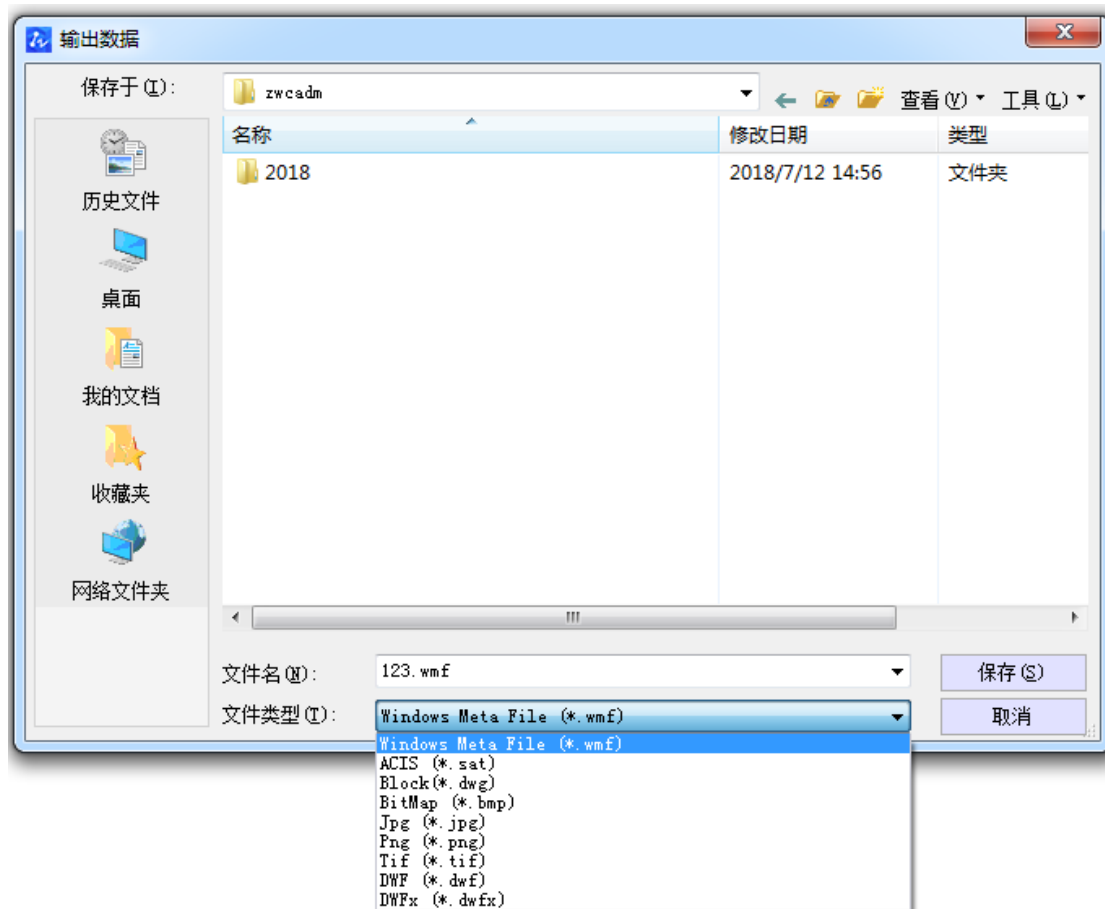 输出数据
保存于(I):
zwcadm
查看(V)
工具(L)
名称
修改日期
类型
2018
2018/7/12 14:56
文件夹
历史文件
桌面
我的文档
收藏夹
网络文件夹
文件名(N):
123.wmf
保存(S)
文件类型(T):
Windows Meta File (*.wmf)
取消
Windows Meta File (*.wmf)
ACIS (*.sat)
Block(*.dwg)
BitMap (*.bmp)
Jpg (*.jpg)
Png (*.png)
Tif (*.tif)
DWF (*.dwf)
DWFx (*.dwfx)